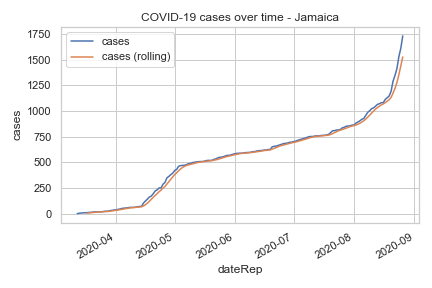 COVID-19 cases over time - Jamaica
cases
cases (rolling)
1750
1500
1250
1000
750
500
250
0
cases
2020-04
2020-05
2020-06
2020-07
2020-08
2020-09
dateRep